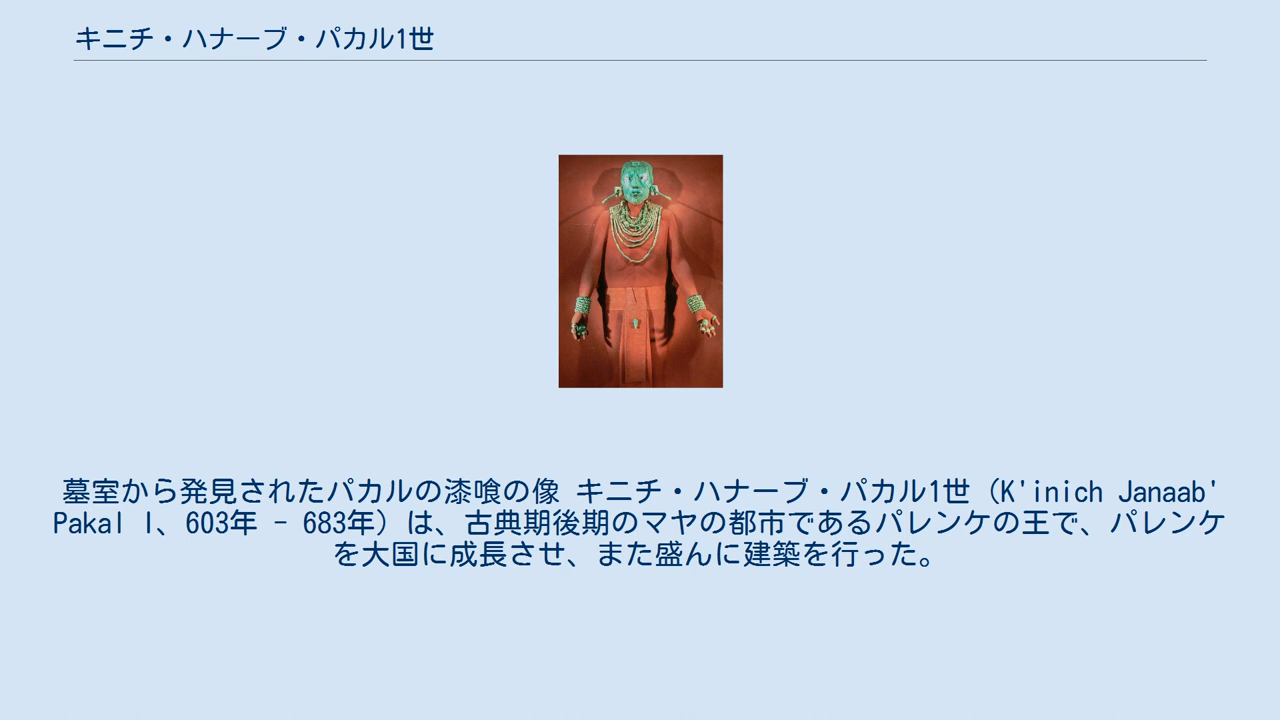 キニチ・ハナーブ・パカル1世
墓室から発見されたパカルの漆喰の像 キニチ・ハナーブ・パカル1世（K'inich Janaab'
Pakal I、603年 - 683年）は、古典期後期のマヤの都市であるパレンケの王で、パレンケ
を大国に成長させ、また盛んに建築を行った。